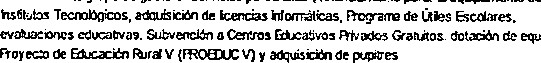 Institutos Tecnológicos, adquisición de licencias informáticas, Programa de Útiles Escolares,
evaluaciones educativas, Subvención a Centros Educativos Privados Gratuitos, dotación de equ
Proyecto de Educación Rural V (PROEDUC V) y adquisición de pupitres